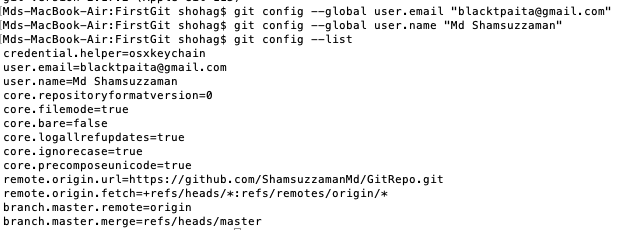 [Mds-MacBook-Air:FirstGit shohag$ git config --global user.email "blacktpaita@gmail.com"
[Mds-MacBook-Air:FirstGit shohag$ git config --global user.name "Md Shamsuzzaman"
[Mds-MacBook-Air:FirstGit shohag$ git config --list
credential.helper=osxkeychain
user.email=blacktpaita@gmail.com
user.name=Md Shamsuzzaman
core.repositoryformatversion=0
core.filemode=true
core.bare=false
core.logallrefupdates=true
core.ignorecase=true
core.precomposeunicode=true
remote.origin.url=https://github.com/ShamsuzzamanMd/GitRepo.git
remote.origin.fetch=+refs/heads/*:refs/remotes/origin/*
branch.master.remote=origin
branch.master.merge=refs/heads/master